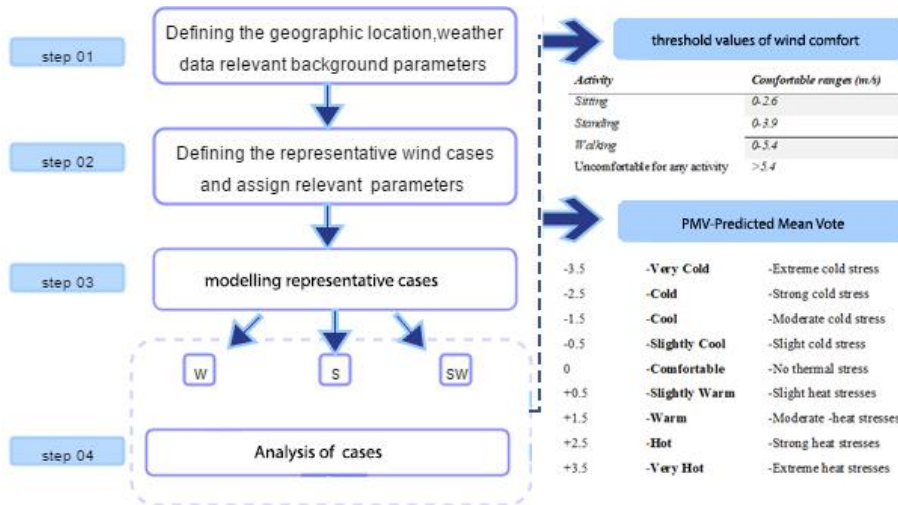 step 01
Defining the geographic location,weather
data relevant background parameters
step 02
Defining the representative wind cases
and assign relevant parameters
step 03
modelling representative cases
w
s
sw
step 04
Analysis of cases
threshold values of wind comfort
Activity Comfortable ranges (m/s)
Sitting 0-2.6
Standing 0-3.9
Walking 0-5.4
Uncomfortable for any activity >5.4
PMV-Predicted Mean Vote
-3.5 -Very Cold -Extreme cold stress
-2.5 -Cold -Strong cold stress
-1.5 -Cool -Moderate cold stress
-0.5 -Slightly Cool -Slight cold stress
0 -Comfortable -No thermal stress
+0.5 -Slightly Warm -Slight heat stresses
+1.5 -Warm -Moderate -heat stresses
+2.5 -Hot -Strong heat stresses
+3.5 -Very Hot -Extreme heat stresses